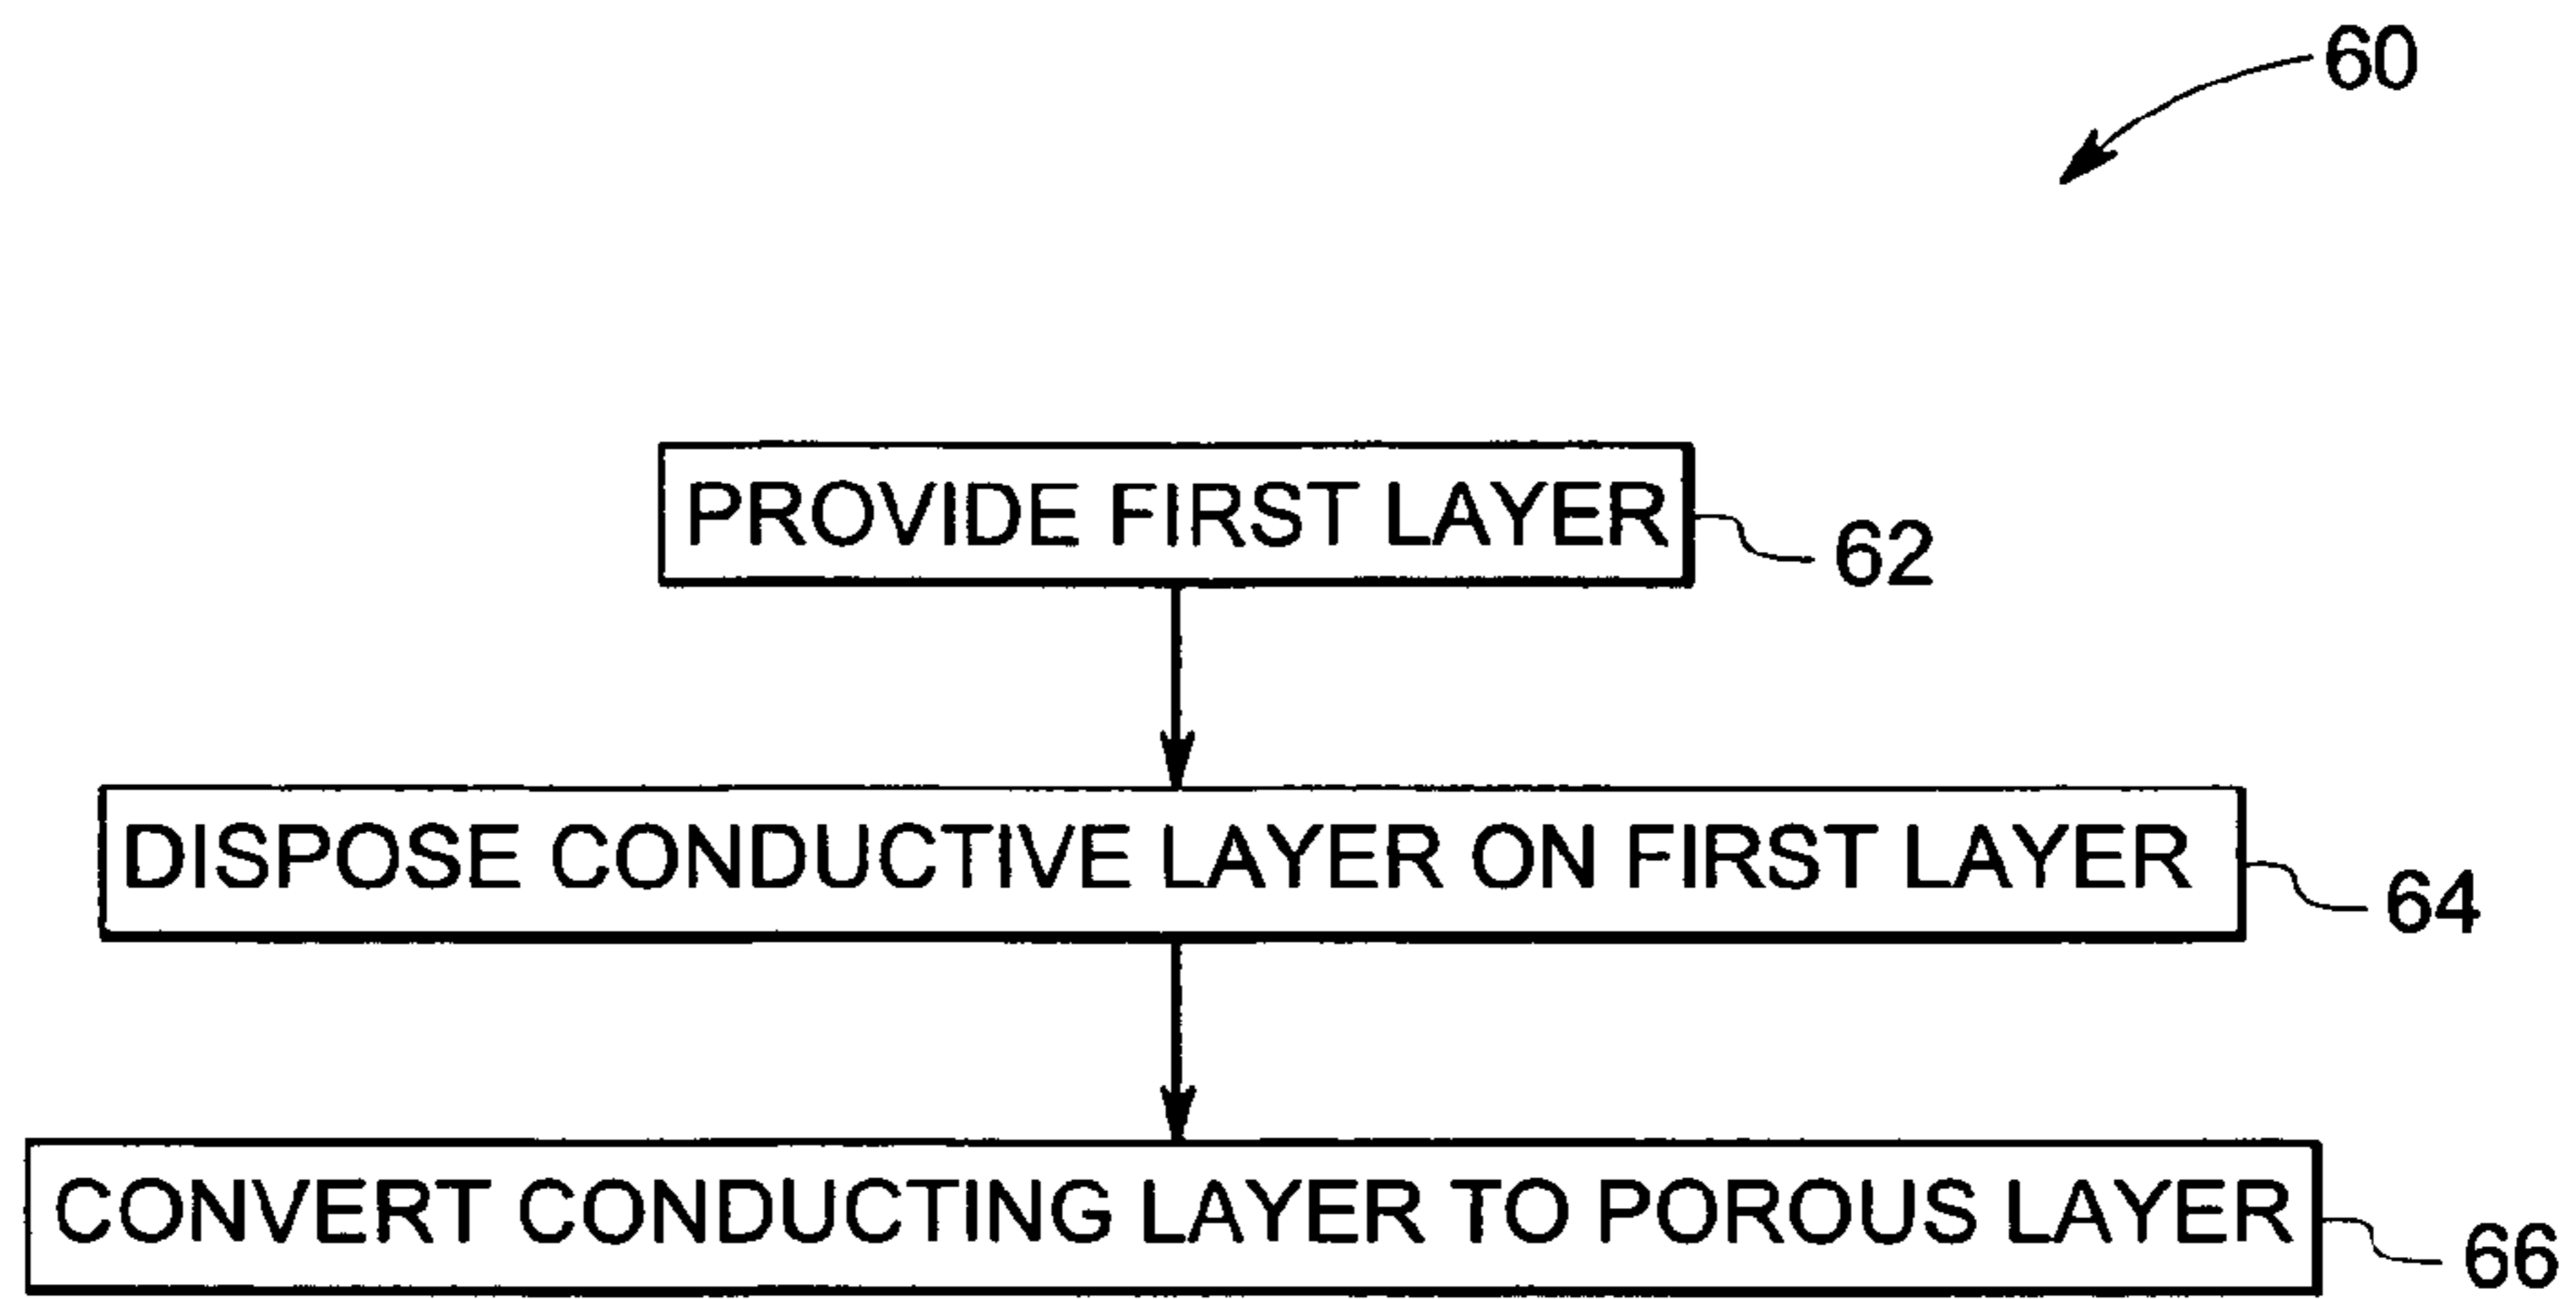 60
PROVIDE FIRST LAYER
62
DISPOSE CONDUCTIVE LAYER ON FIRST LAYER
64
CONVERT CONDUCTING LAYER TO POROUS LAYER
66